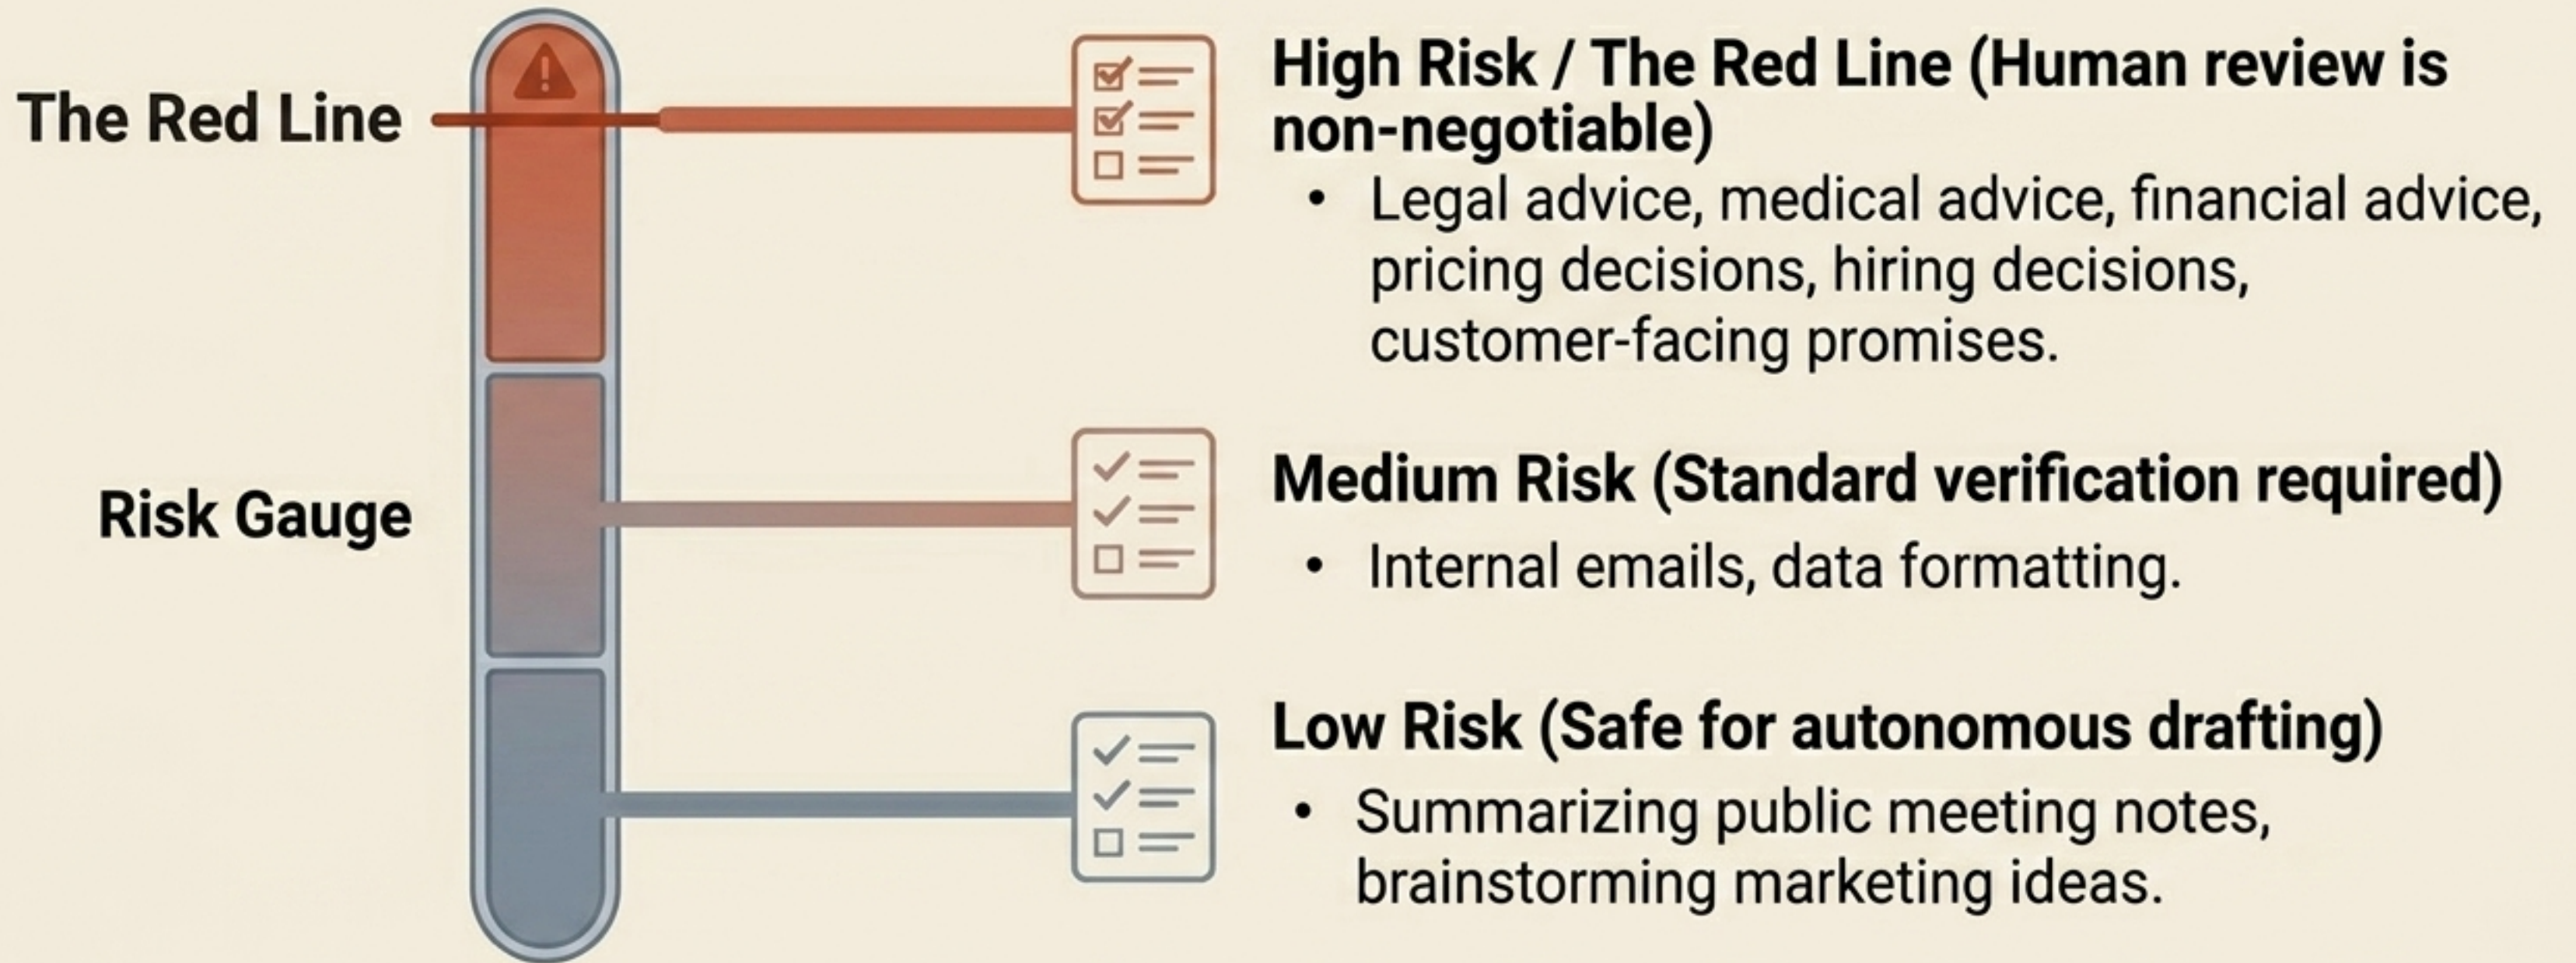 The Red Line
High Risk / The Red Line (Human review is
non-negotiable)
• Legal advice, medical advice, financial advice,
pricing decisions, hiring decisions,
customer-facing promises.
Risk Gauge
Medium Risk (Standard verification required)
• Internal emails, data formatting.
Low Risk (Safe for autonomous drafting)
• Summarizing public meeting notes,
brainstorming marketing ideas.